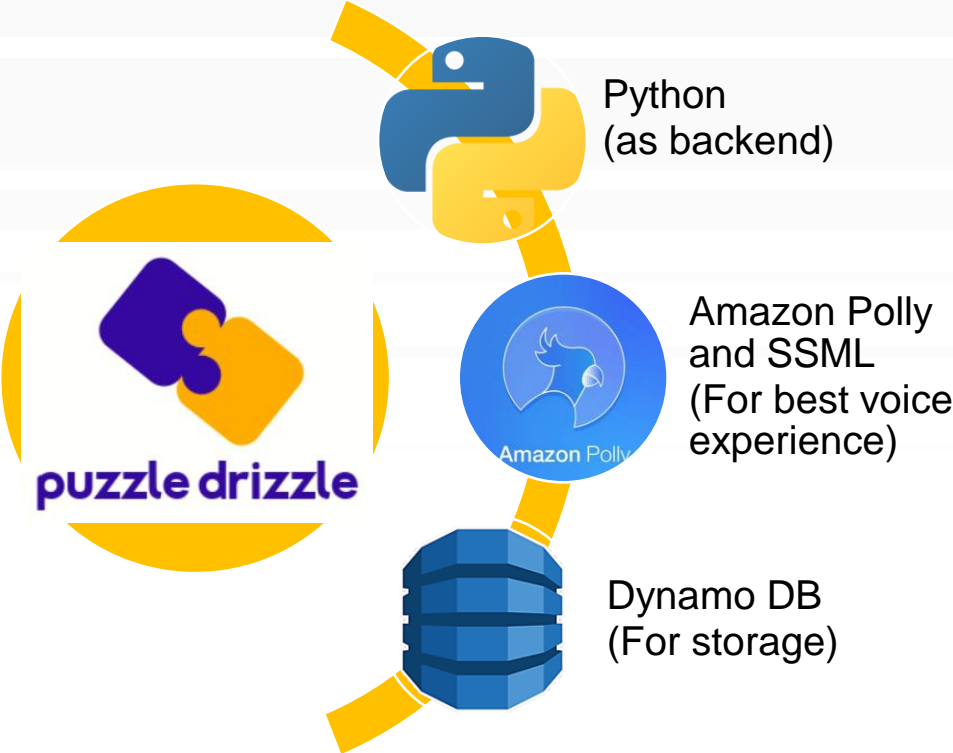 Python
(as backend)
puzzle drizzle
Amazon Polly
and SSML
(For best voice
experience)
Amazon Polly
Dynamo DB
(For storage)